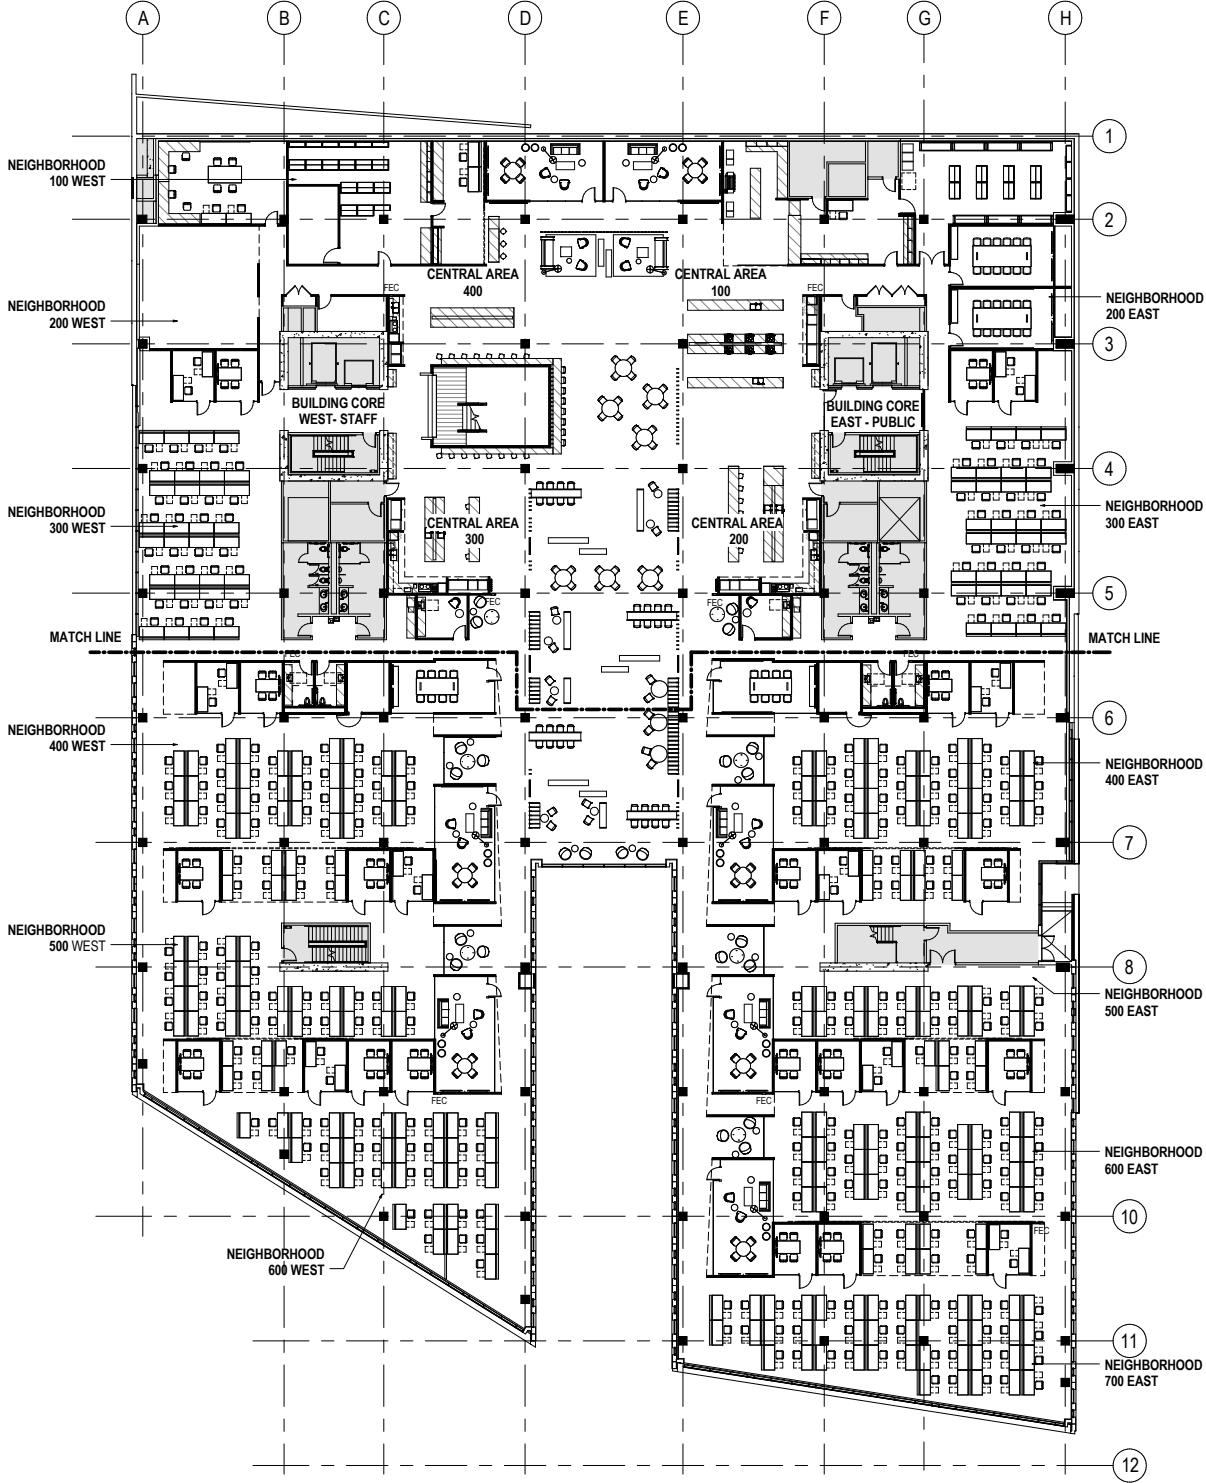 A
B
C
D
E
F
G
H
1
NEIGHBORHOOD
100 WEST
2
CENTRAL AREA
400
CENTRAL AREA
100
FEC
FEC
NEIGHBORHOOD
200 EAST
NEIGHBORHOOD
200 WEST
3
BUILDING CORE
WEST- STAFF
BUILDING CORE
EAST - PUBLIC
4
NEIGHBORHOOD
300 WEST
CENTRAL AREA
300
CENTRAL AREA
200
NEIGHBORHOOD
300 EAST
5
FEC
FEC
MATCH LINE
MATCH LINE
FEC
FEC
6
NEIGHBORHOOD
400 WEST
NEIGHBORHOOD
400 EAST
7
NEIGHBORHOOD
500 WEST
8
NEIGHBORHOOD
500 EAST
FEC
FEC
NEIGHBORHOOD
600 EAST
10
FEC
NEIGHBORHOOD
600 WEST
11
NEIGHBORHOOD
700 EAST
12